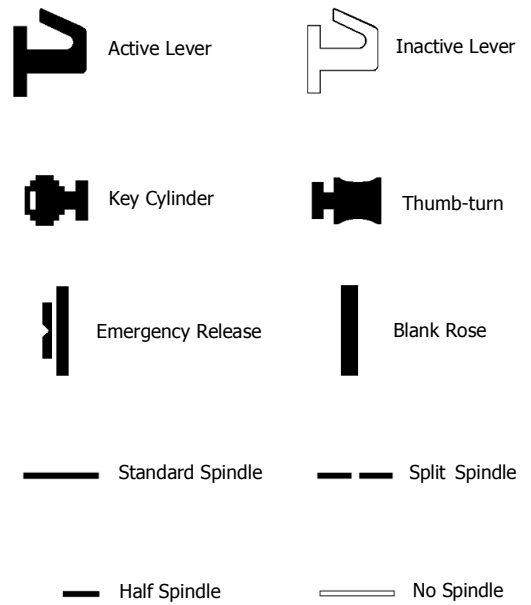 Active Lever
Inactive Lever
Key Cylinder
Thumb-turn
Emergency Release
Blank Rose
Standard Spindle
Split Spindle
Half Spindle
No Spindle